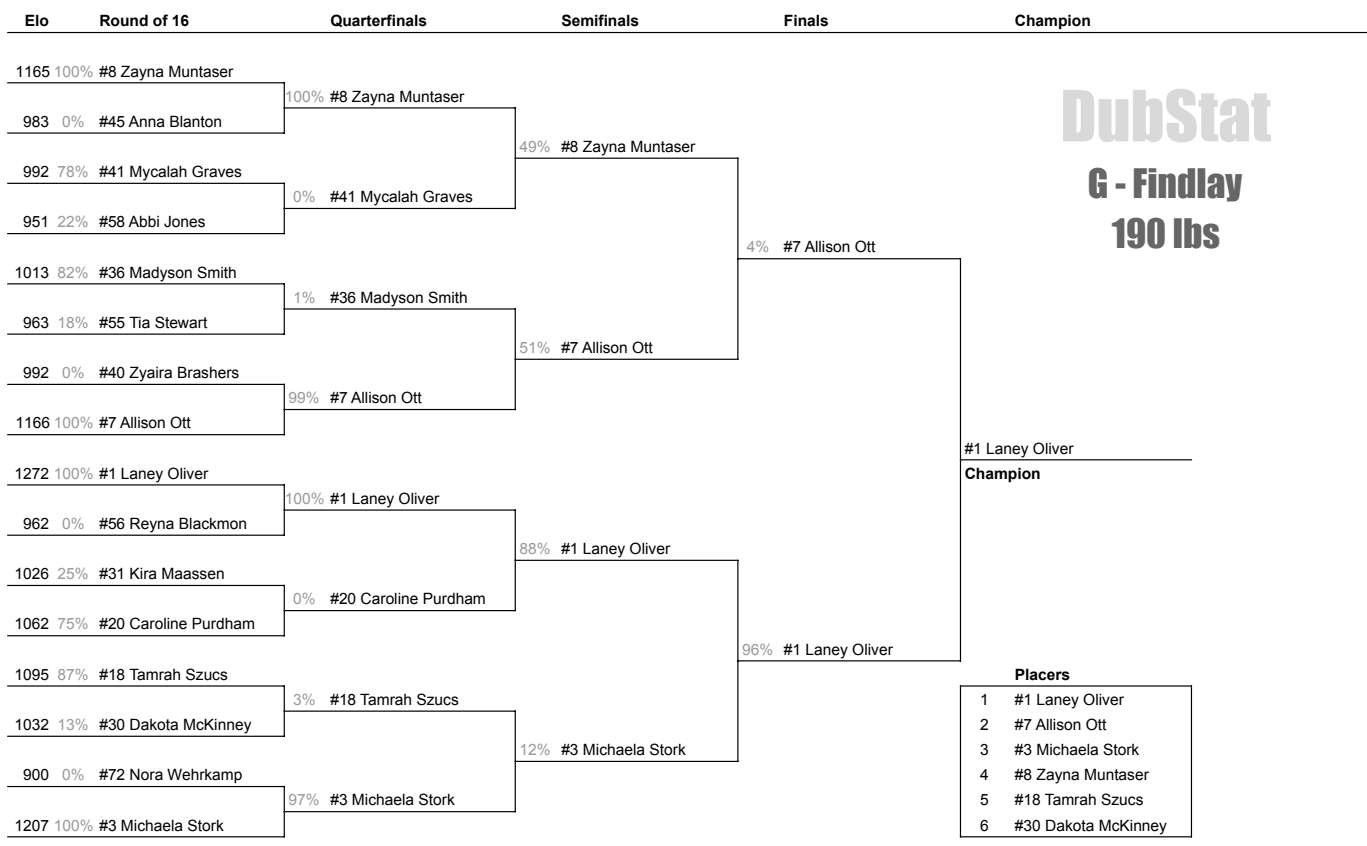 Elo Round of 16 Quarterfinals Semifinals Finals Champion
1165 100% #8 Zayna Muntaser
100% #8 Zayna Muntaser
983 0% #45 Anna Blanton
49% #8 Zayna Muntaser
992 78% #41 Mycalah Graves
0% #41 Mycalah Graves
951 22% #58 Abbi Jones
4% #7 Allison Ott
1013 82% #36 Madyson Smith
1% #36 Madyson Smith
963 18% #55 Tia Stewart
51% #7 Allison Ott
992 0% #40 Zyaira Brashers
99% #7 Allison Ott
1166 100% #7 Allison Ott
#1 Laney Oliver
Champion
1272 100% #1 Laney Oliver
100% #1 Laney Oliver
962 0% #56 Reyna Blackmon
88% #1 Laney Oliver
1026 25% #31 Kira Maassen
0% #20 Caroline Purdham
1062 75% #20 Caroline Purdham
96% #1 Laney Oliver
1095 87% #18 Tamrah Szucs
3% #18 Tamrah Szucs
1032 13% #30 Dakota McKinney
12% #3 Michaela Stork
900 0% #72 Nora Wehrkamp
97% #3 Michaela Stork
1207 100% #3 Michaela Stork
DubStat
G - Findlay
190 lbs
Placers
1 #1 Laney Oliver
2 #7 Allison Ott
3 #3 Michaela Stork
4 #8 Zayna Muntaser
5 #18 Tamrah Szucs
6 #30 Dakota McKinney